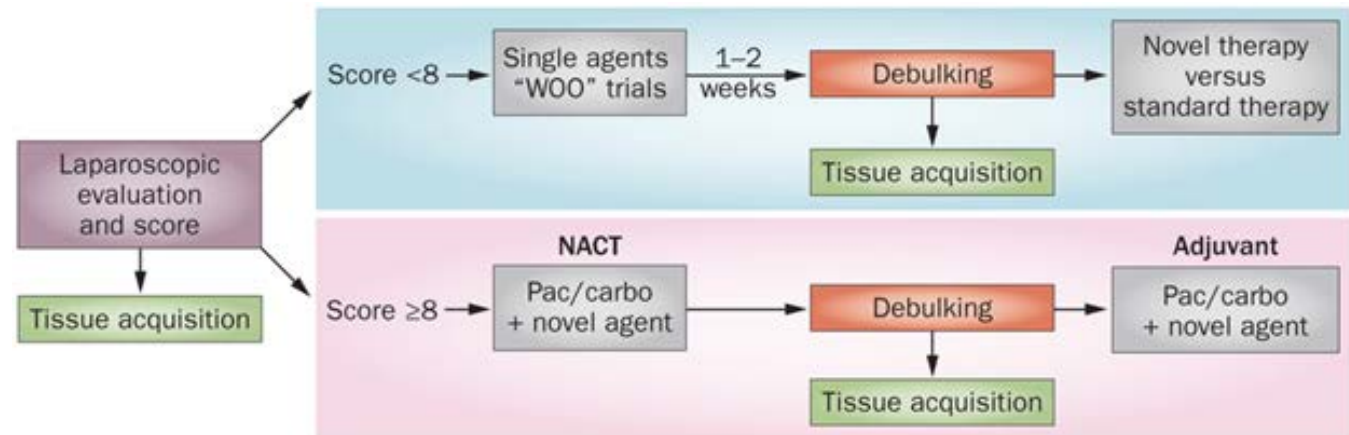 Laparoscopic
evaluation
and score
Tissue acquisition
Score <8
Single agents
“WOO” trials
1–2
weeks
Debulking
Tissue acquisition
Novel therapy
versus
standard therapy
Score ≥8
NACT
Pac/carbo
+ novel agent
Debulking
Tissue acquisition
Adjuvant
Pac/carbo
+ novel agent